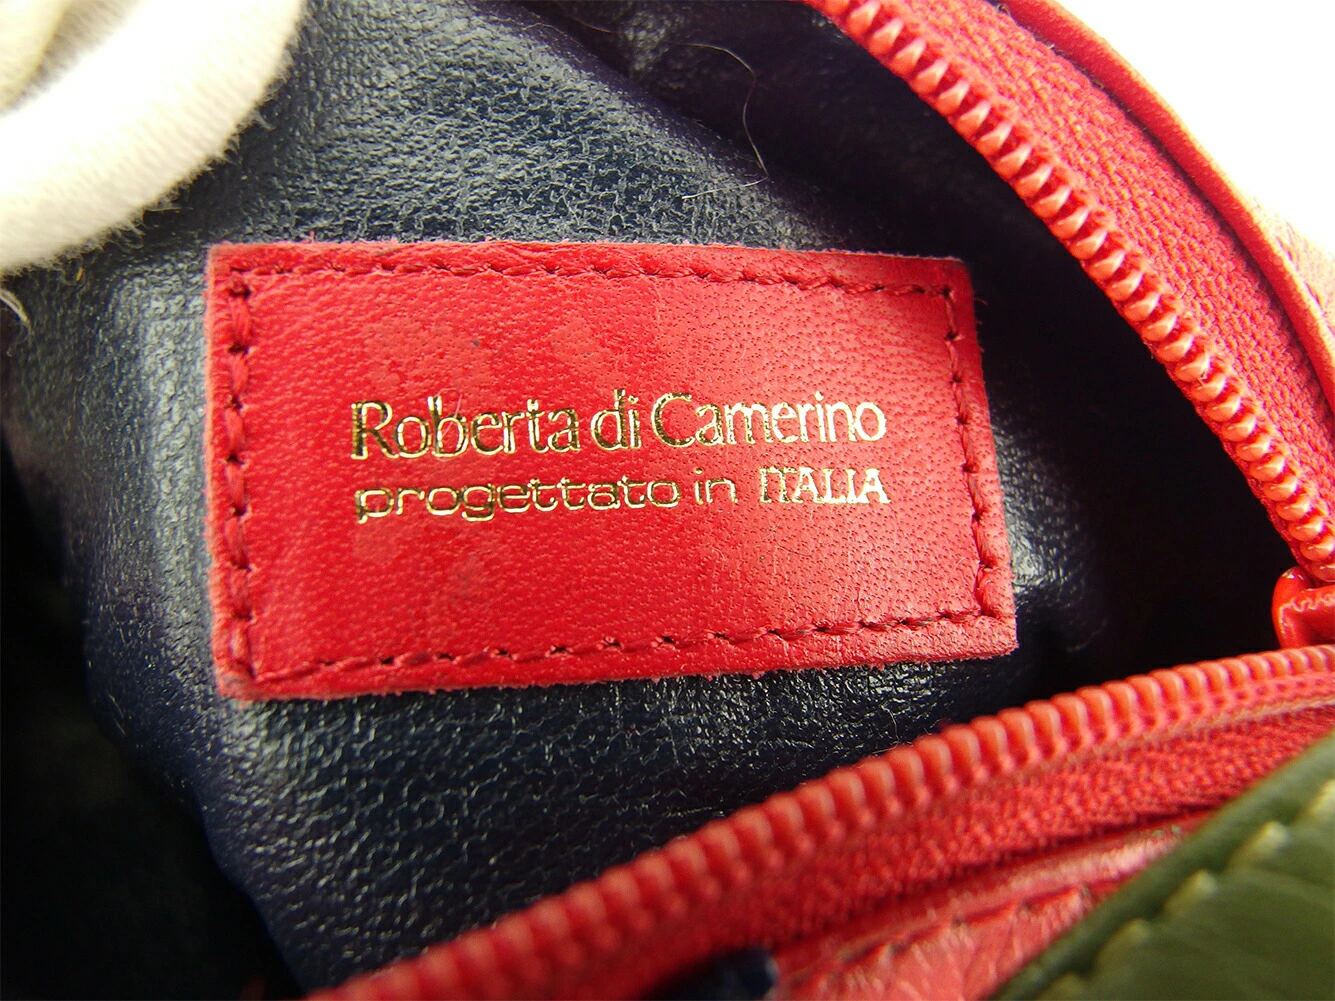 Roberta di Camerino
progettato in ITALIA